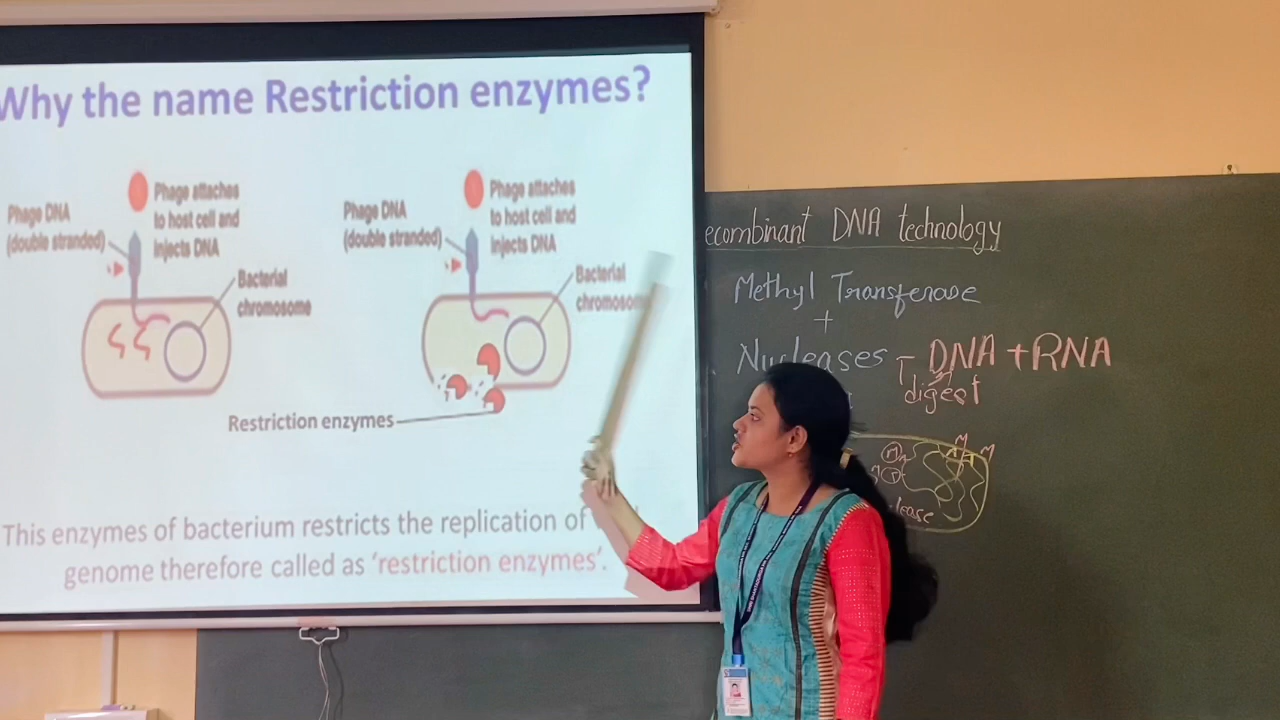 Why the name Restriction enzymes?
Phage DNA
(double stranded)
Phage attaches
to host cell and
injects DNA
Bacterial
chromosome
Phage DNA
(double stranded)
Phage attaches
to host cell and
injects DNA
Bacterial
chromosome
Restriction enzymes
This enzymes of bacterium restricts the replication of
genome therefore called as ‘restriction enzymes’.
ecombinant DNA technology
Methyl Transferase
+
Nucleases - DNA + RNA
digest
M
M
M
lease